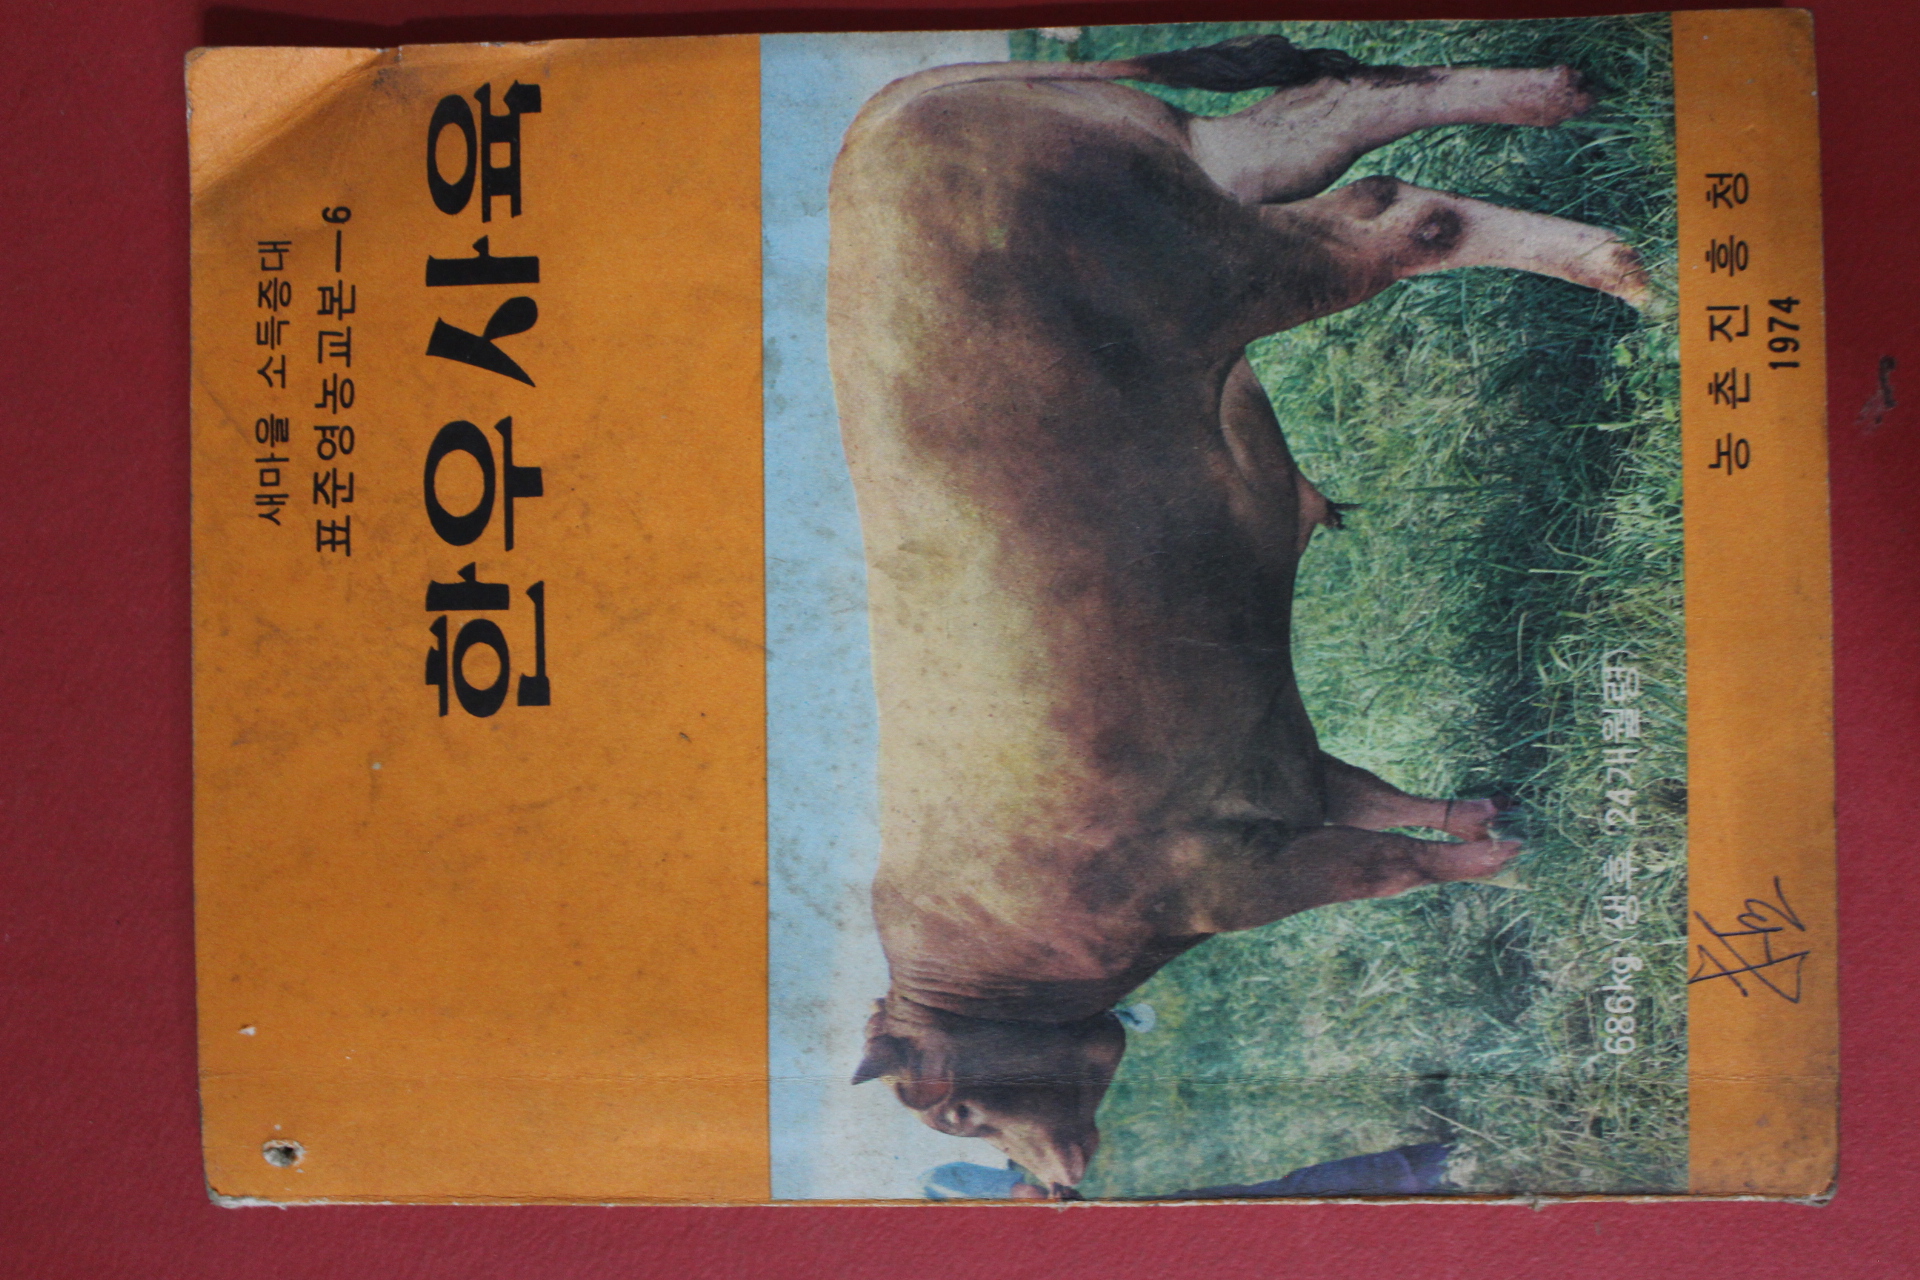 새마을 소득증대
표준영농교본—6
한우사육
686kg (생후 24개월령)
농촌진흥청
1974